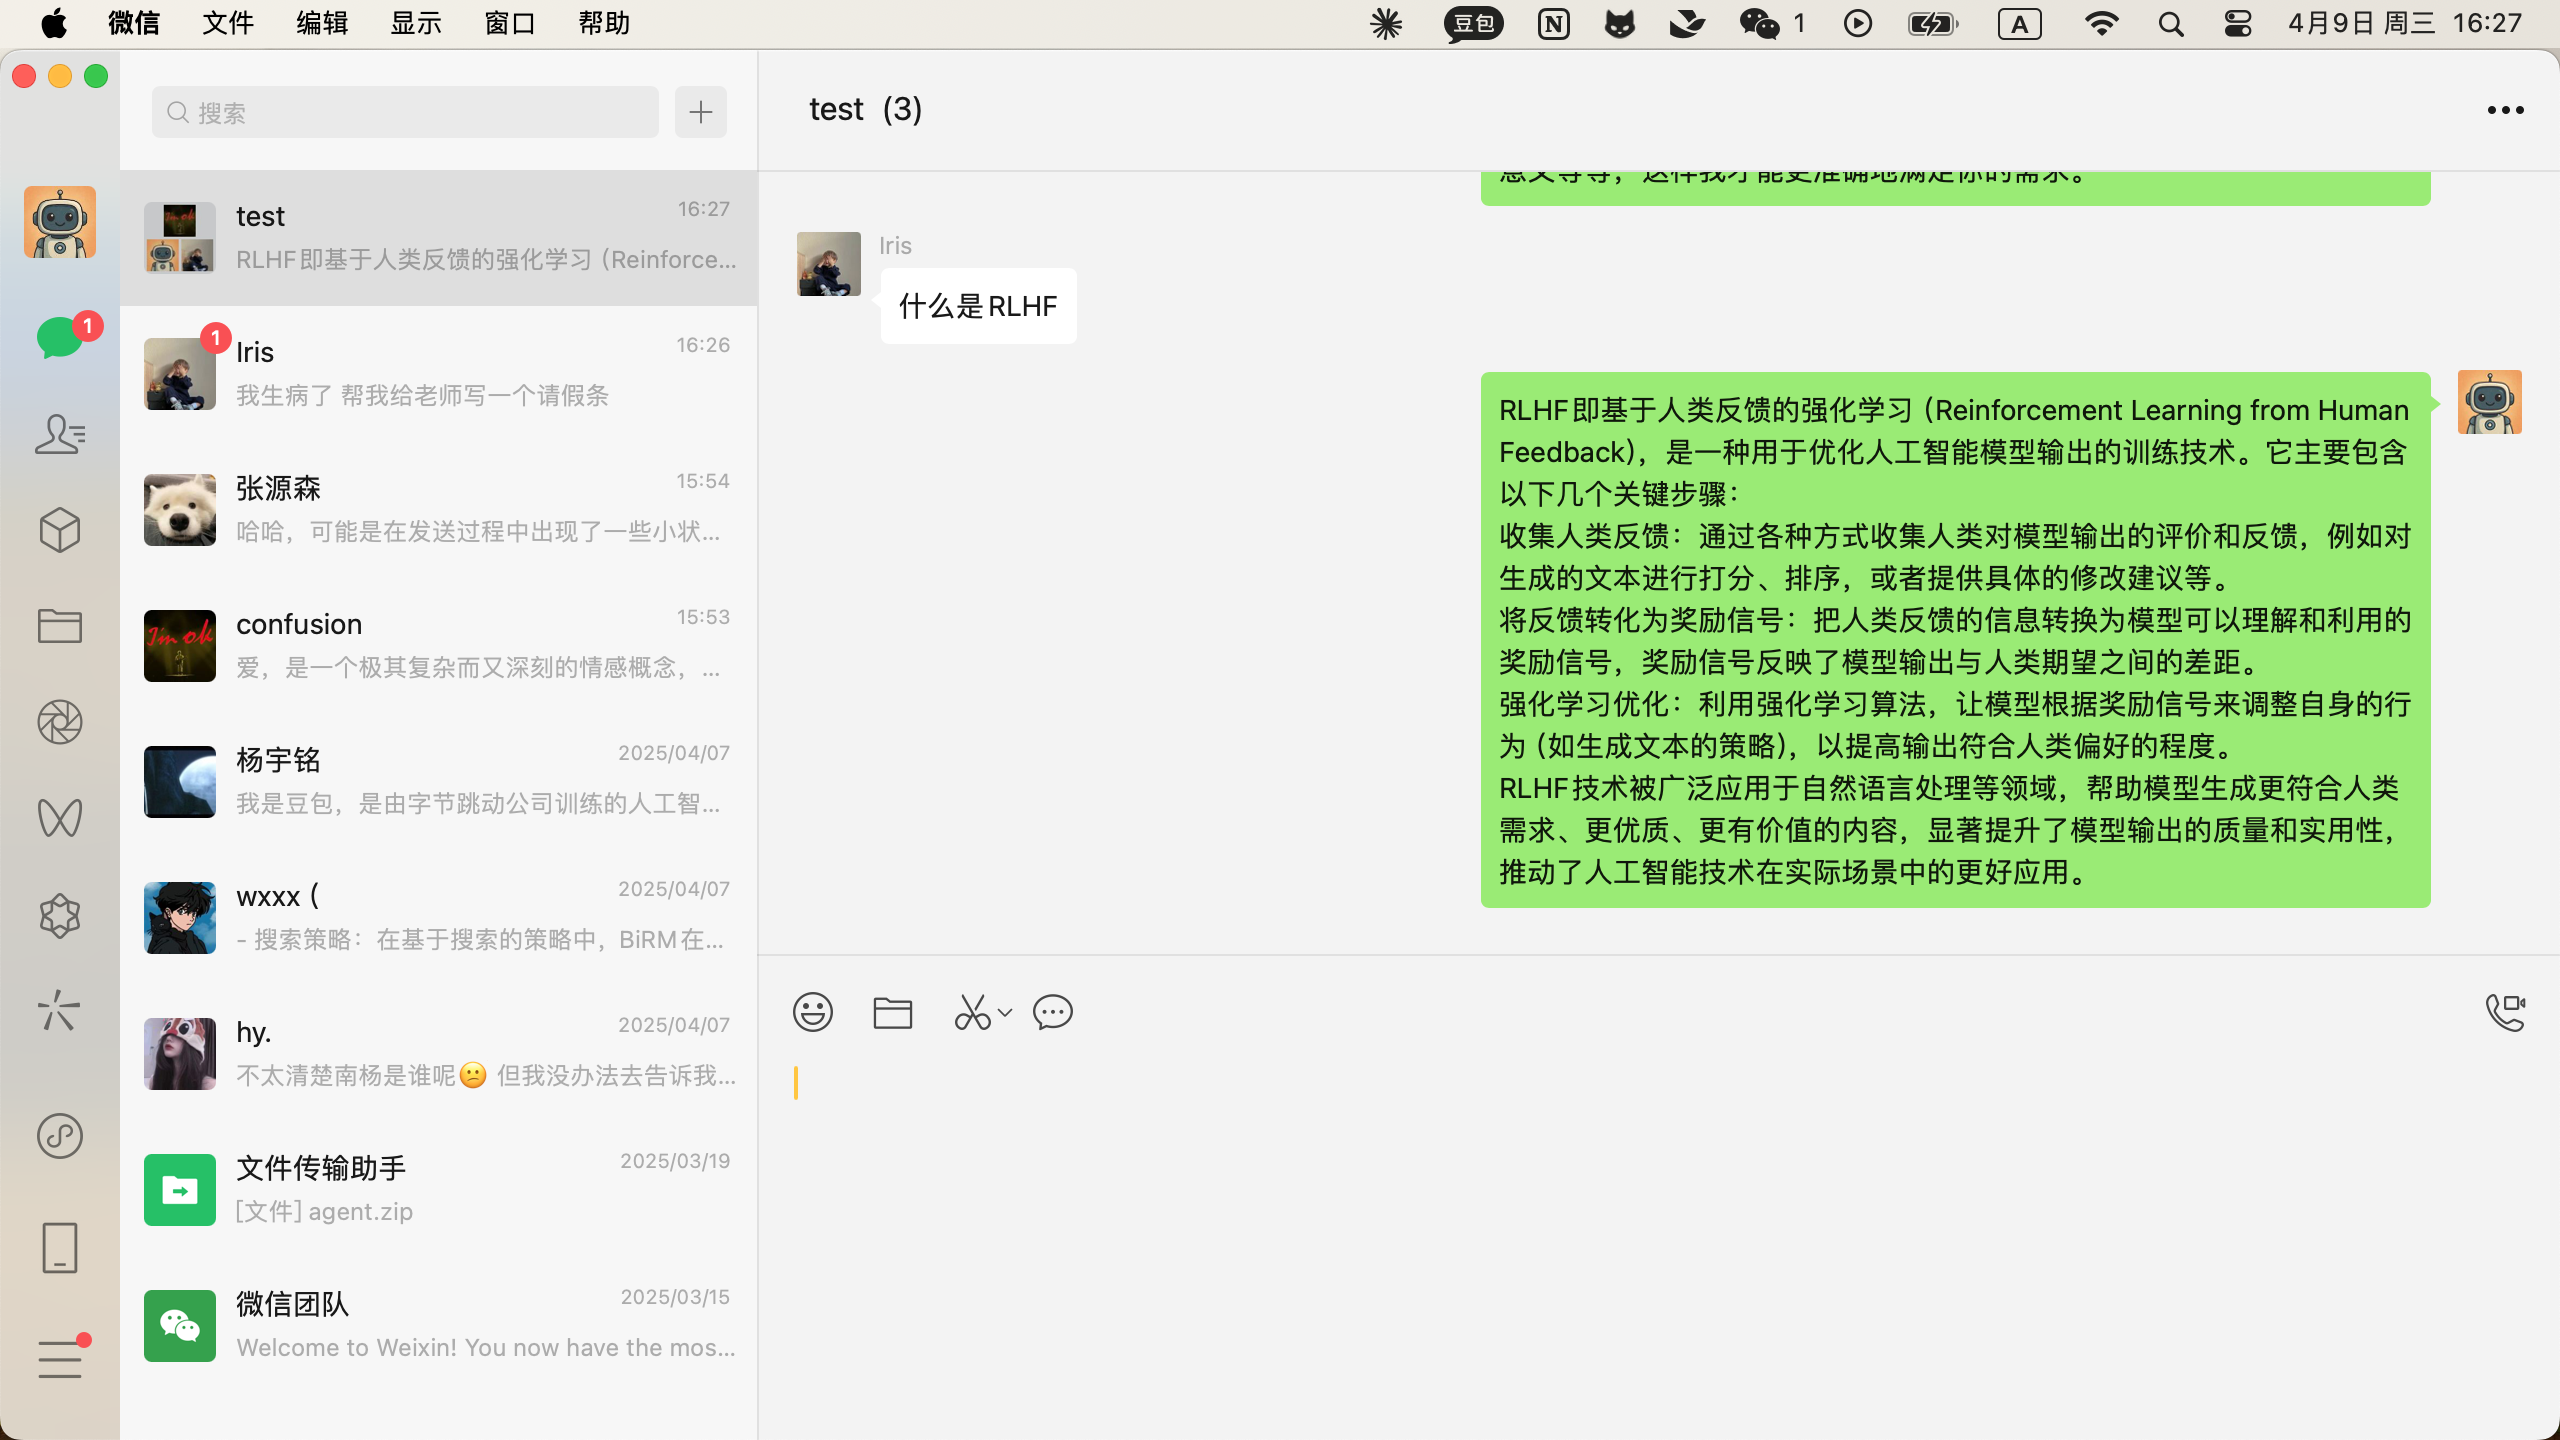 微信 文件 编辑 显示 窗口 帮助 豆包 N 1 A 4月9日 周三 16:27
搜索
test 16:27
RLHF即基于人类反馈的强化学习（Reinforce...
1
1
Iris 16:26
我生病了 帮我给老师写一个请假条
张源森 15:54
哈哈，可能是在发送过程中出现了一些小状...
I'm ok
confusion 15:53
爱，是一个极其复杂而又深刻的情感概念，...
杨宇铭 2025/04/07
我是豆包，是由字节跳动公司训练的人工智...
wxxx ( 2025/04/07
- 搜索策略：在基于搜索的策略中，BiRM在...
hy. 2025/04/07
不太清楚南杨是谁呢😕 但我没办法去告诉我...
文件传输助手 2025/03/19
[文件] agent.zip
微信团队 2025/03/15
Welcome to Weixin! You now have the mos...
test（3）
意义等等，这样我才能更准确地满足你的需求。
Iris
什么是RLHF
RLHF即基于人类反馈的强化学习（Reinforcement Learning from Human
Feedback），是一种用于优化人工智能模型输出的训练技术。它主要包含
以下几个关键步骤：
收集人类反馈：通过各种方式收集人类对模型输出的评价和反馈，例如对
生成的文本进行打分、排序，或者提供具体的修改建议等。
将反馈转化为奖励信号：把人类反馈的信息转换为模型可以理解和利用的
奖励信号，奖励信号反映了模型输出与人类期望之间的差距。
强化学习优化：利用强化学习算法，让模型根据奖励信号来调整自身的行
为（如生成文本的策略），以提高输出符合人类偏好的程度。
RLHF技术被广泛应用于自然语言处理等领域，帮助模型生成更符合人类
需求、更优质、更有价值的内容，显著提升了模型输出的质量和实用性，
推动了人工智能技术在实际场景中的更好应用。